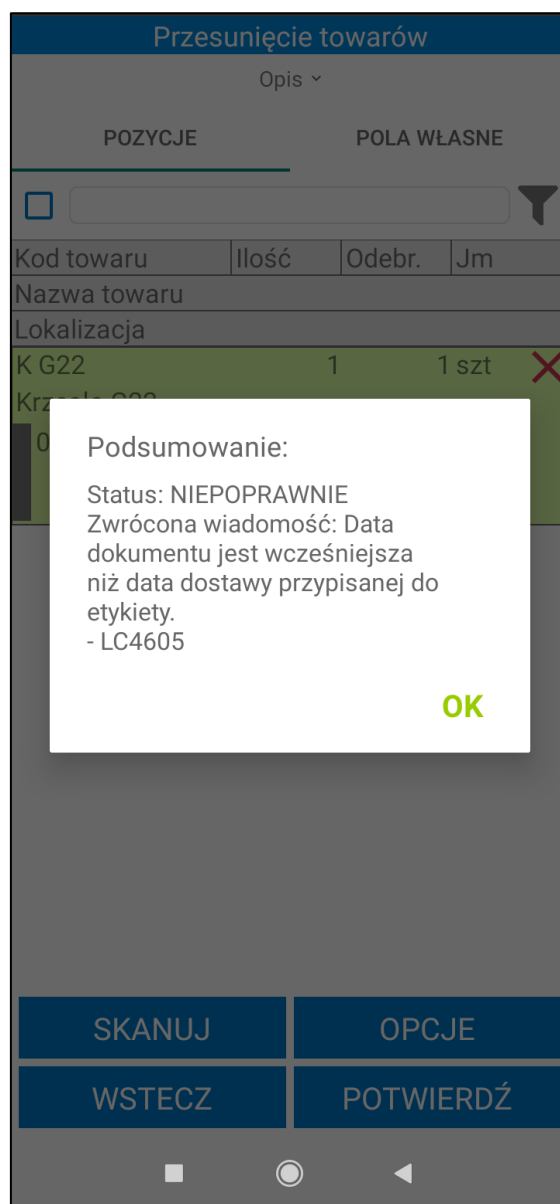 Przesunięcie towarów
Opis
POZYCJE POLA WŁASNE
Kod towaru Ilość Odebr. Jm
Nazwa towaru
Lokalizacja
K G22 1 1 szt
0
Podsumowanie:
Status: NIEPOPRAWNIE
Zwrócona wiadomość: Data
dokumentu jest wcześniejsza
niż data dostawy przypisanej do
etykiety.
- LC4605
OK
SKANUJ OPCJE
WSTECZ POTWIERDŹ